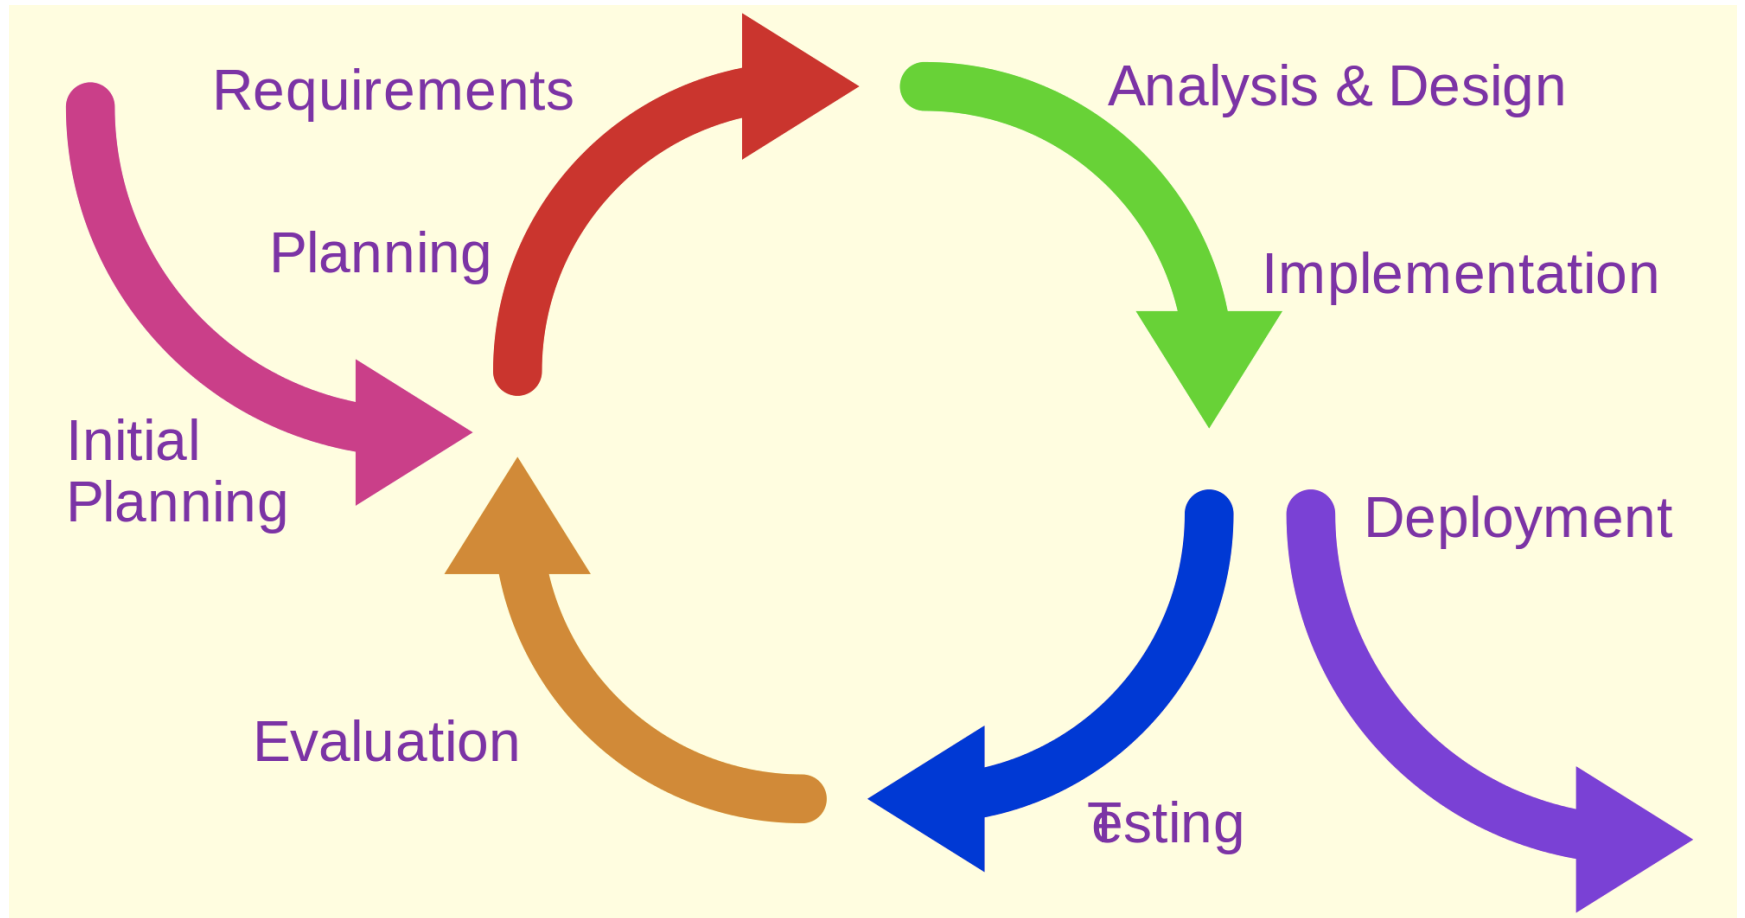 Requirements
Analysis & Design
Planning
Implementation
Initial
Planning
Deployment
Evaluation
Testing